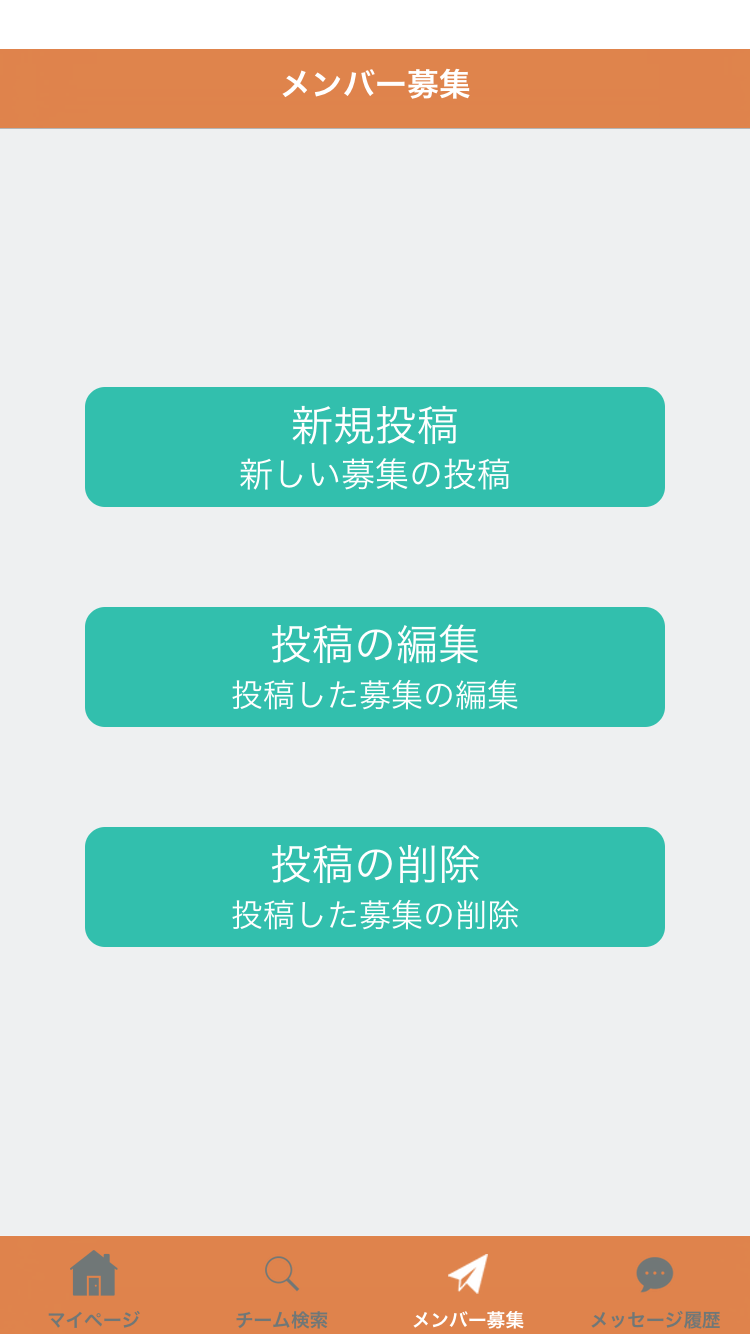 メンバー募集
新規投稿
新しい募集の投稿
投稿の編集
投稿した募集の編集
投稿の削除
投稿した募集の削除
マイページ
チーム検索
メンバー募集
メッセージ履歴